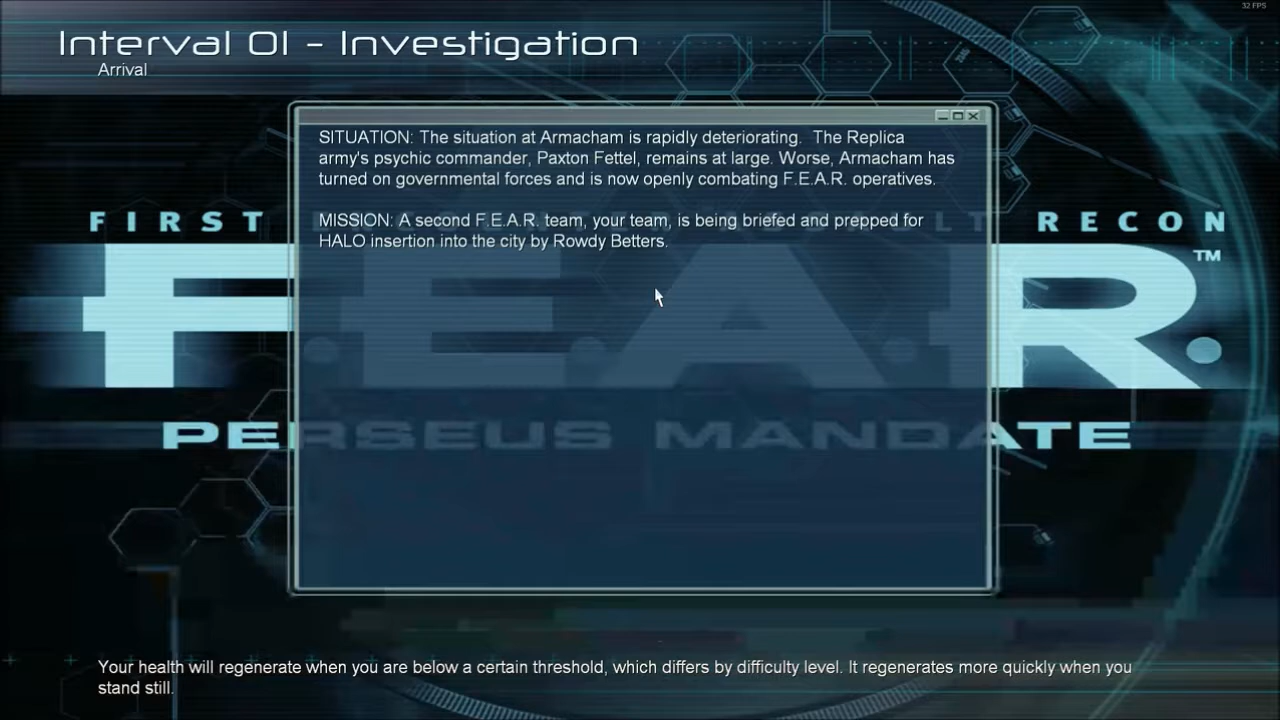 32 FPS
Interval 01 - Investigation
Arrival
SITUATION: The situation at Armacham is rapidly deteriorating. The Replica
army's psychic commander, Paxton Fettel, remains at large. Worse, Armacham has
turned on governmental forces and is now openly combating F.E.A.R. operatives.
MISSION: A second F.E.A.R. team, your team, is being briefed and prepped for
HALO insertion into the city by Rowdy Betters.
FIRST RECON
F.E.A.R.™
PERSEUS MANDATE
Your health will regenerate when you are below a certain threshold, which differs by difficulty level. It regenerates more quickly when you
stand still.